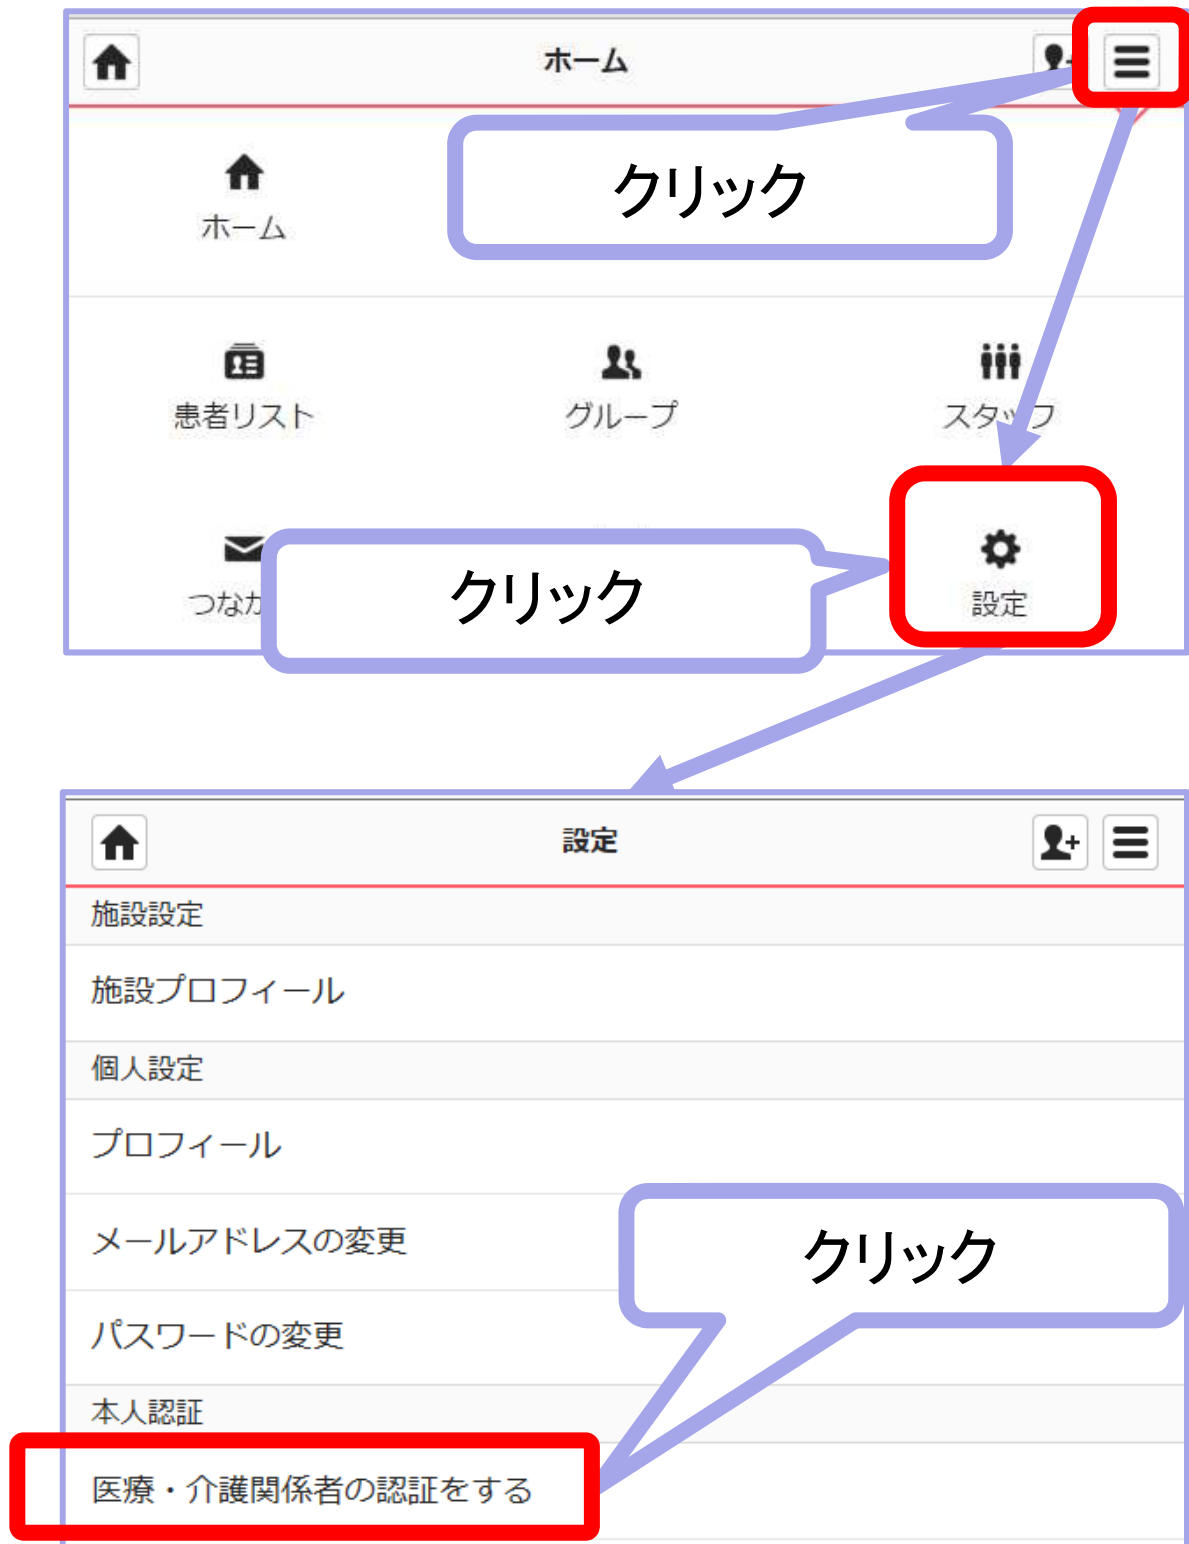 ホーム
クリック
ホーム
患者リスト
グループ
スタッフ
つなが
クリック
設定
設定
施設設定
施設プロフィール
個人設定
プロフィール
メールアドレスの変更
クリック
パスワードの変更
本人認証
医療・介護関係者の認証をする